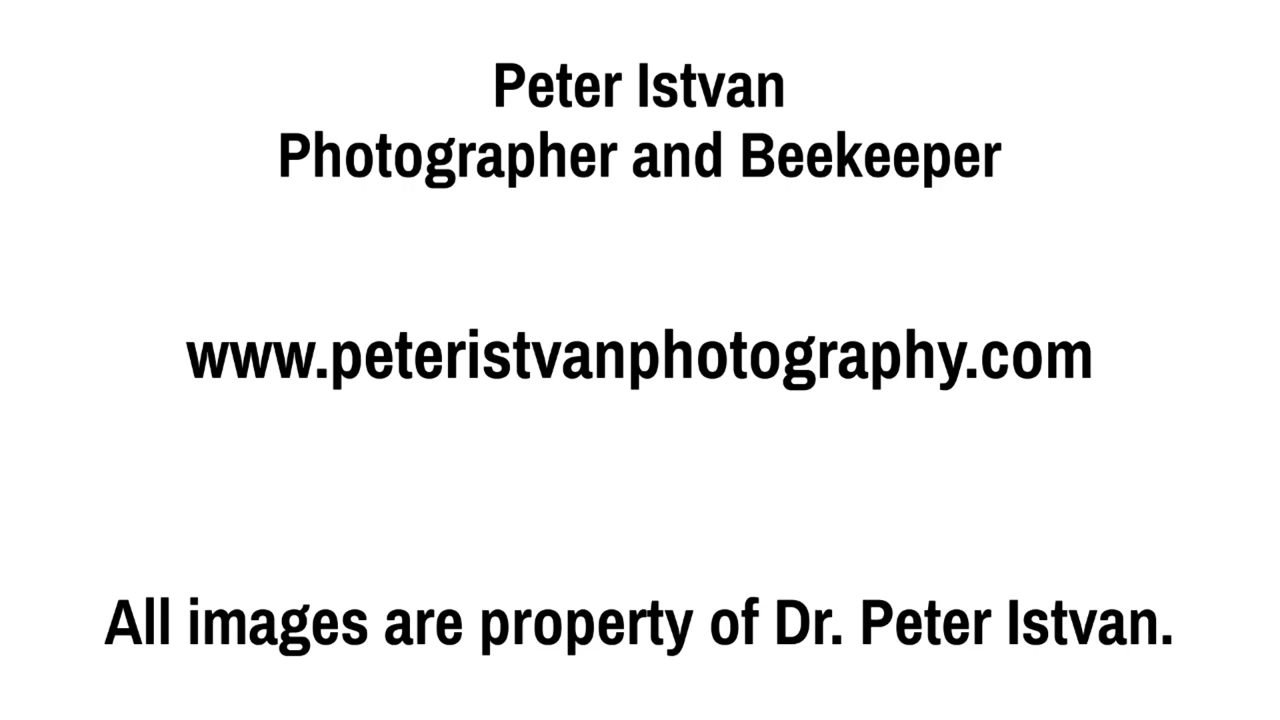 Peter Istvan
Photographer and Beekeeper
www.peteristvanphotography.com
All images are property of Dr. Peter Istvan.